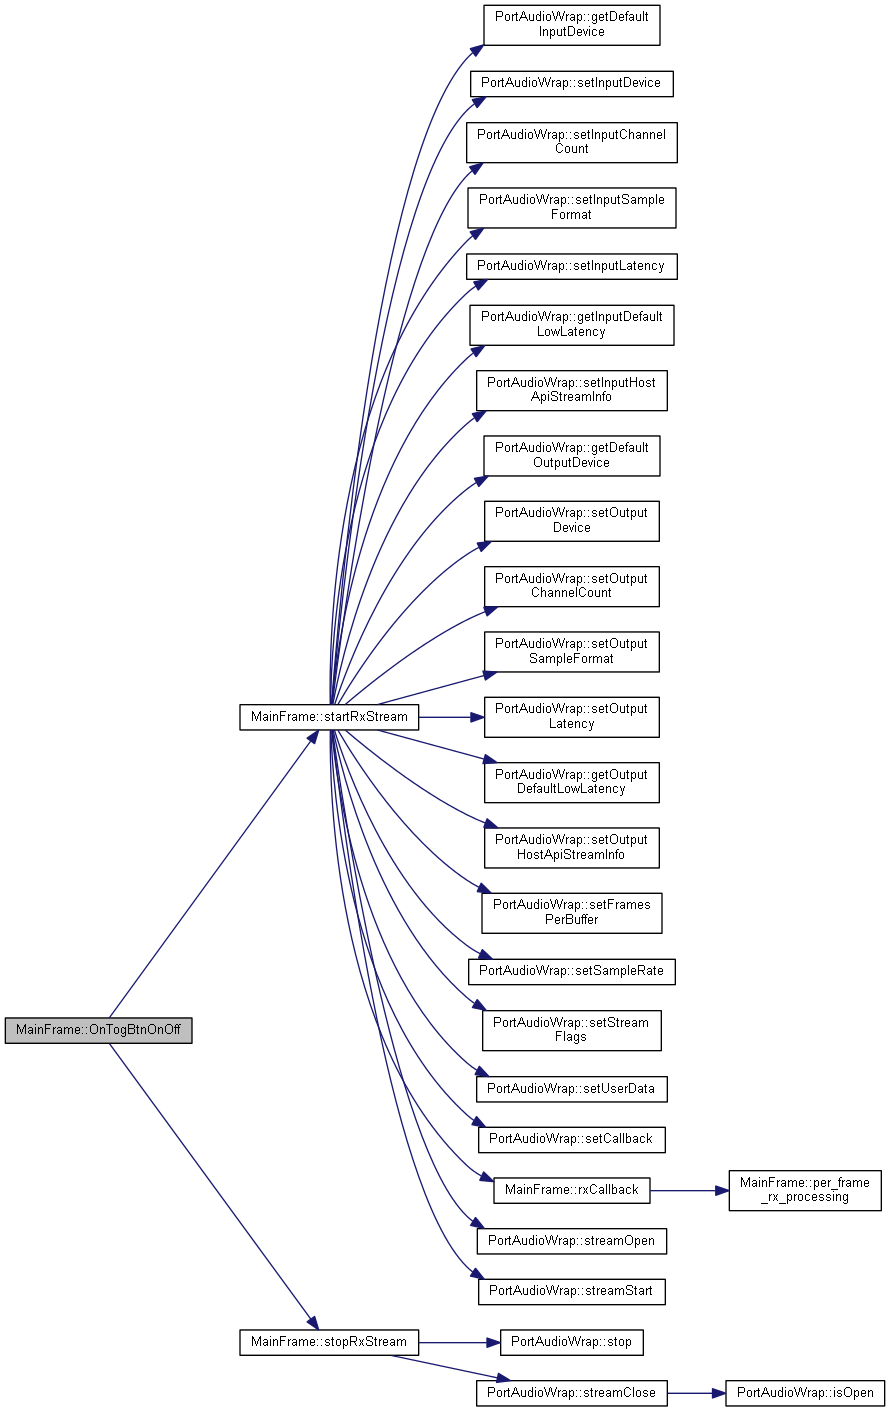 PortAudioWrap::getDefault
InputDevice
PortAudioWrap::setInputDevice
PortAudioWrap::setInputChannel
Count
PortAudioWrap::setInputSample
Format
PortAudioWrap::setInputLatency
PortAudioWrap::getInputDefault
LowLatency
PortAudioWrap::setInputHost
ApiStreamInfo
PortAudioWrap::getDefault
OutputDevice
PortAudioWrap::setOutput
Device
PortAudioWrap::setOutput
ChannelCount
PortAudioWrap::setOutput
SampleFormat
MainFrame::startRxStream
PortAudioWrap::setOutput
Latency
PortAudioWrap::getOutput
DefaultLowLatency
PortAudioWrap::setOutput
HostApiStreamInfo
PortAudioWrap::setFrames
PerBuffer
PortAudioWrap::setSampleRate
MainFrame::OnTogBtnOnOff
PortAudioWrap::setStream
Flags
PortAudioWrap::setUserData
PortAudioWrap::setCallback
MainFrame::rxCallback
MainFrame::per_frame
_rx_processing
PortAudioWrap::streamOpen
PortAudioWrap::streamStart
MainFrame::stopRxStream
PortAudioWrap::stop
PortAudioWrap::streamClose
PortAudioWrap::isOpen